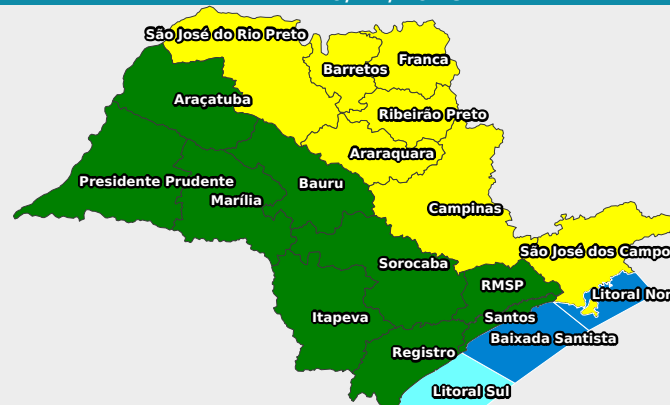 São José do Rio Preto
Franca
Barretos
Araçatuba
Ribeirão Preto
Araraquara
Presidente Prudente
Bauru
Marília
Campinas
São José dos Campo
Sorocaba
RMSP
Litoral Nor
Itapeva
Santos
Baixada Santista
Registro
Litoral Sul